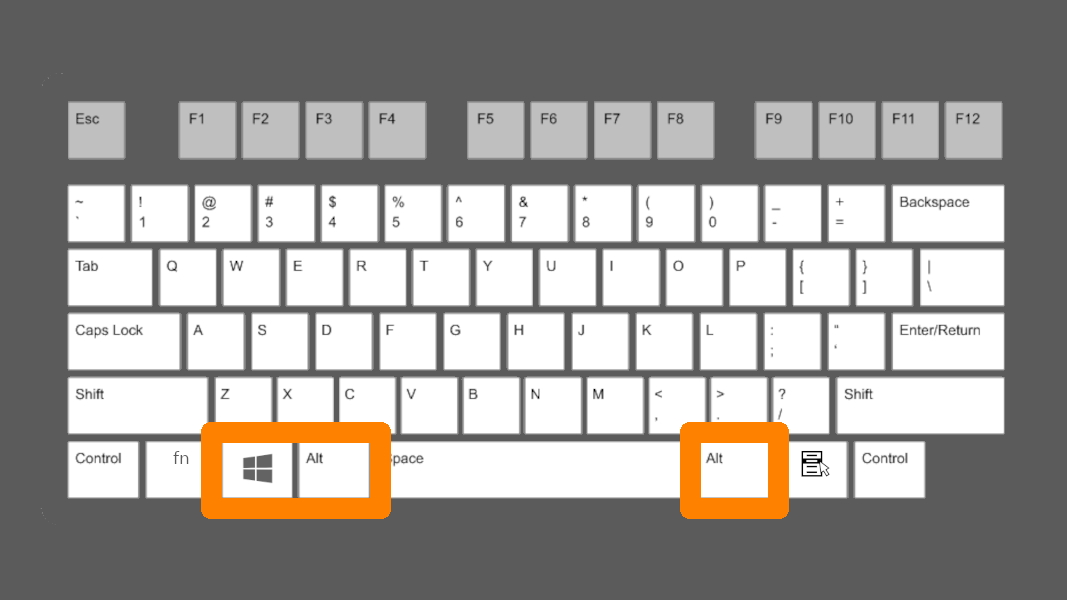 Esc F1 F2 F3 F4 F5 F6 F7 F8 F9 F10 F11 F12
~ ! @ # $ % ^ & * ( ) _ + Backspace
` 1 2 3 4 5 6 7 8 9 0 - =
Tab Q W E R T Y U I O P { } |
[ ] \
Caps Lock A S D F G H J K L : “ Enter/Return
; ‘
Shift Z X C V B N M < > ? Shift
, . /
Control fn Alt Space Alt Control